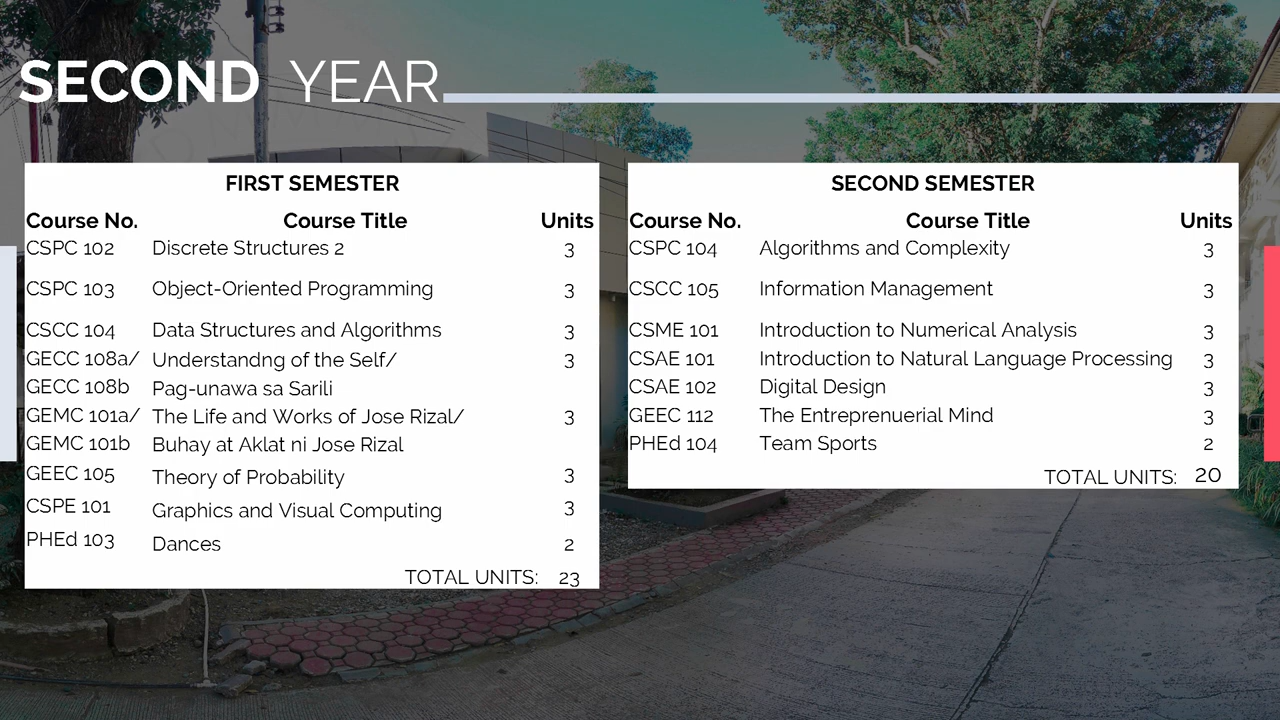 SECOND YEAR
FIRST SEMESTER
Course No. Course Title Units
CSPC 102 Discrete Structures 2 3
CSPC 103 Object-Oriented Programming 3
CSCC 104 Data Structures and Algorithms 3
GECC 108a/ Understandng of the Self/ 3
GECC 108b Pag-unawa sa Sarili
GEMC 101a/ The Life and Works of Jose Rizal/ 3
GEMC 101b Buhay at Aklat ni Jose Rizal
GEEC 105 Theory of Probability 3
CSPE 101 Graphics and Visual Computing 3
PHEd 103 Dances 2
TOTAL UNITS: 23
SECOND SEMESTER
Course No. Course Title Units
CSPC 104 Algorithms and Complexity 3
CSCC 105 Information Management 3
CSME 101 Introduction to Numerical Analysis 3
CSAE 101 Introduction to Natural Language Processing 3
CSAE 102 Digital Design 3
GEEC 112 The Entreprenuerial Mind 3
PHEd 104 Team Sports 2
TOTAL UNITS: 20